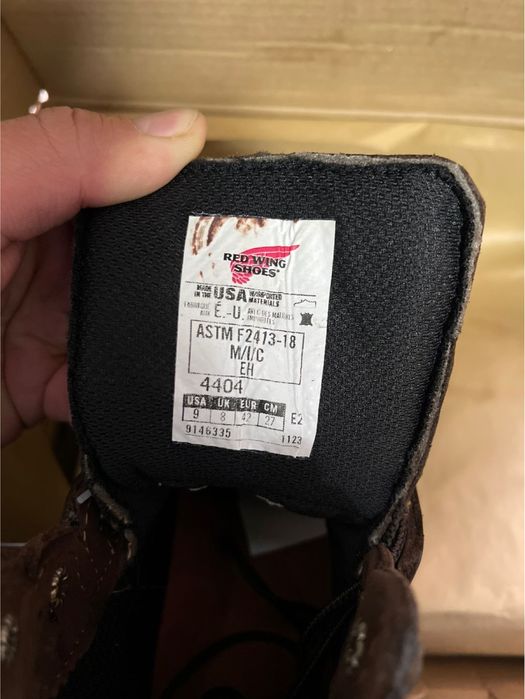 RED WING
SHOES®
MADE IN THE USA W/IMPORTED MATERIALS
FABRIQUÉ AUX É.-U. AVEC DES MATÉRIAUX IMPORTÉS
ASTM F2413-18
M/I/C
EH
4404
USA UK EUR CM
9 8 42 27 E2
9146335 1123